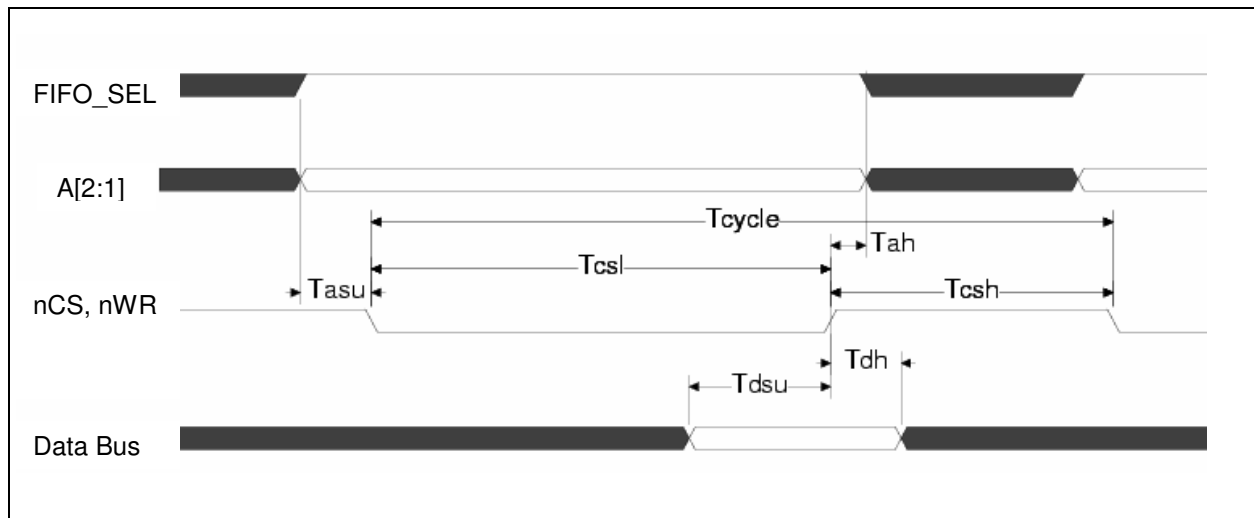 FIFO_SEL
A[2:1]
Tcycle
Tah
Tcsl
Tasu
Tcsh
nCS, nWR
Tdh
Tdsu
Data Bus